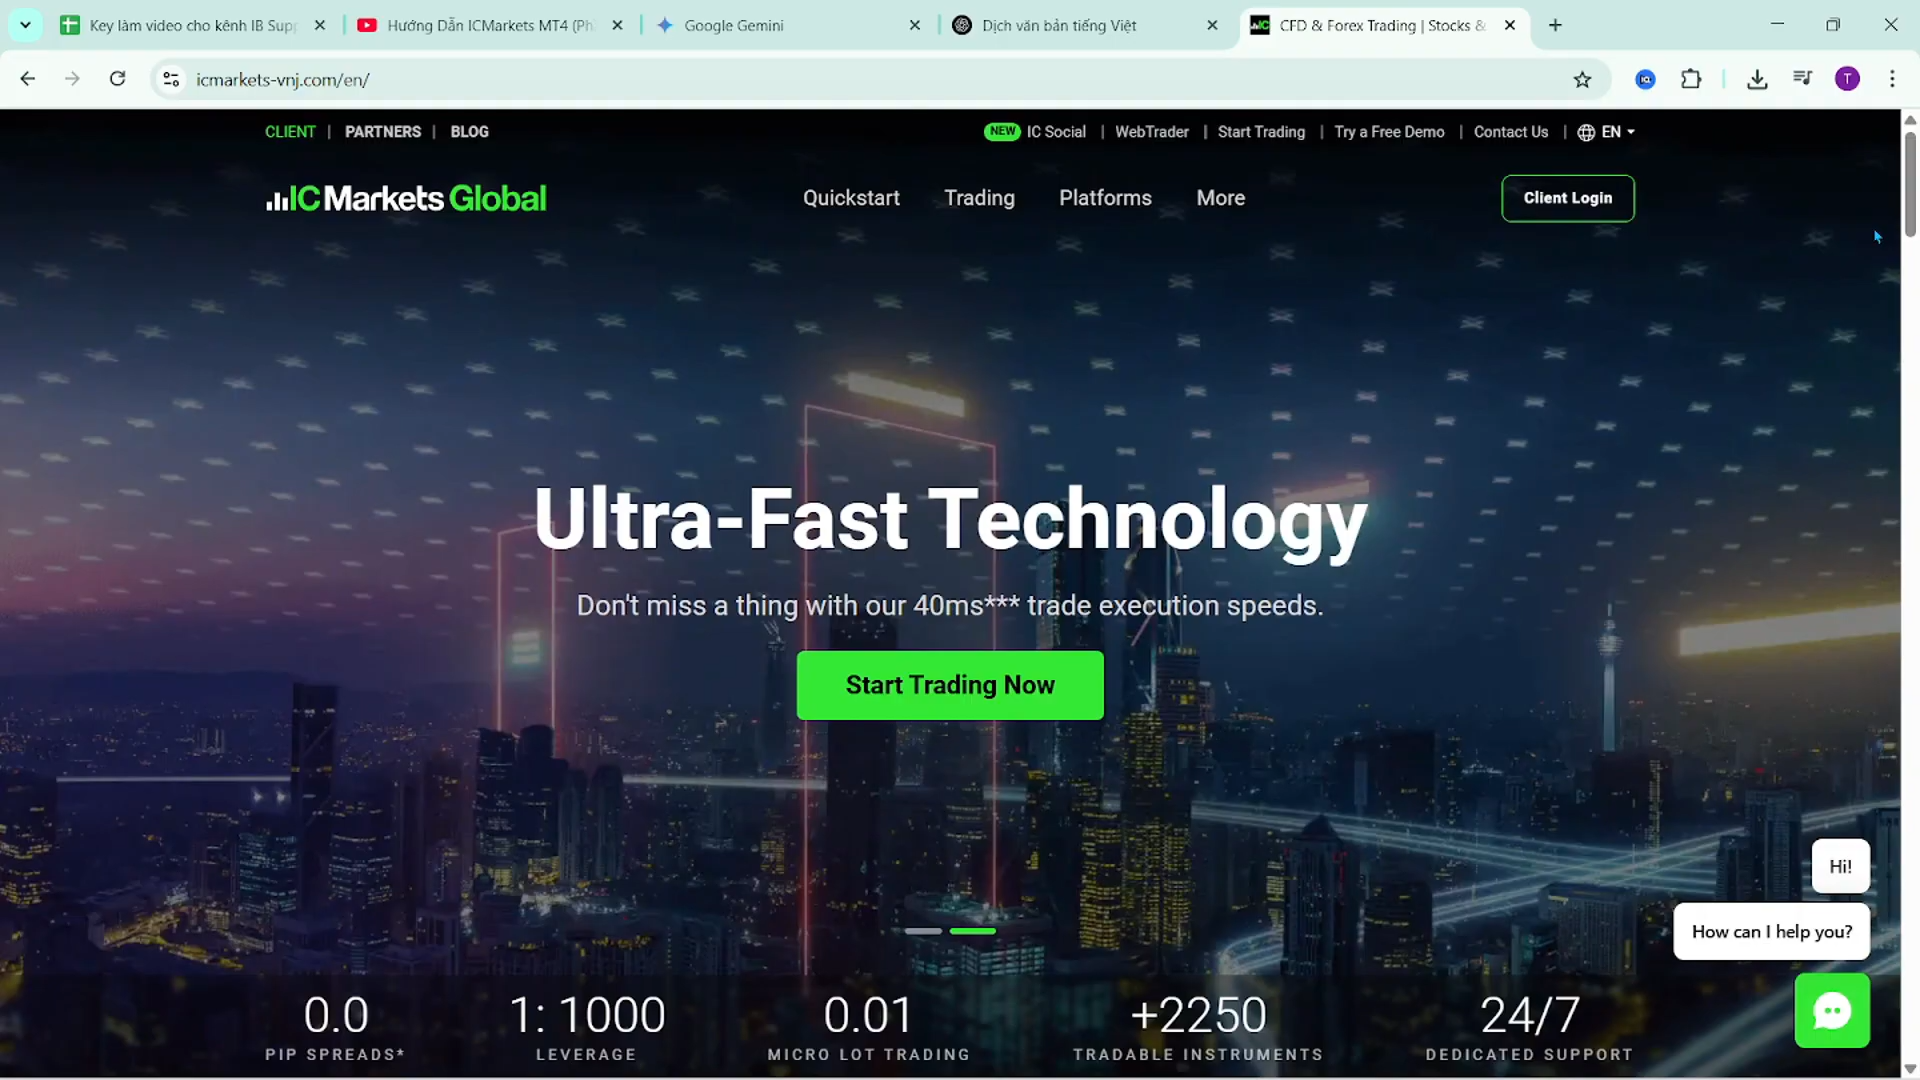 Key làm video cho kênh IB Supp
Hướng Dẫn ICMarkets MT4 (Ph
Google Gemini
Dịch văn bản tiếng Việt
CFD & Forex Trading | Stocks &
icmarkets-vnj.com/en/
T
CLIENT | PARTNERS | BLOG
NEW IC Social | WebTrader | Start Trading | Try a Free Demo | Contact Us | EN
IC Markets Global
Quickstart
Trading
Platforms
More
Client Login
Ultra-Fast Technology
Don't miss a thing with our 40ms*** trade execution speeds.
Start Trading Now
Hi!
How can I help you?
0.0
PIP SPREADS*
1: 1000
LEVERAGE
0.01
MICRO LOT TRADING
+2250
TRADABLE INSTRUMENTS
24/7
DEDICATED SUPPORT